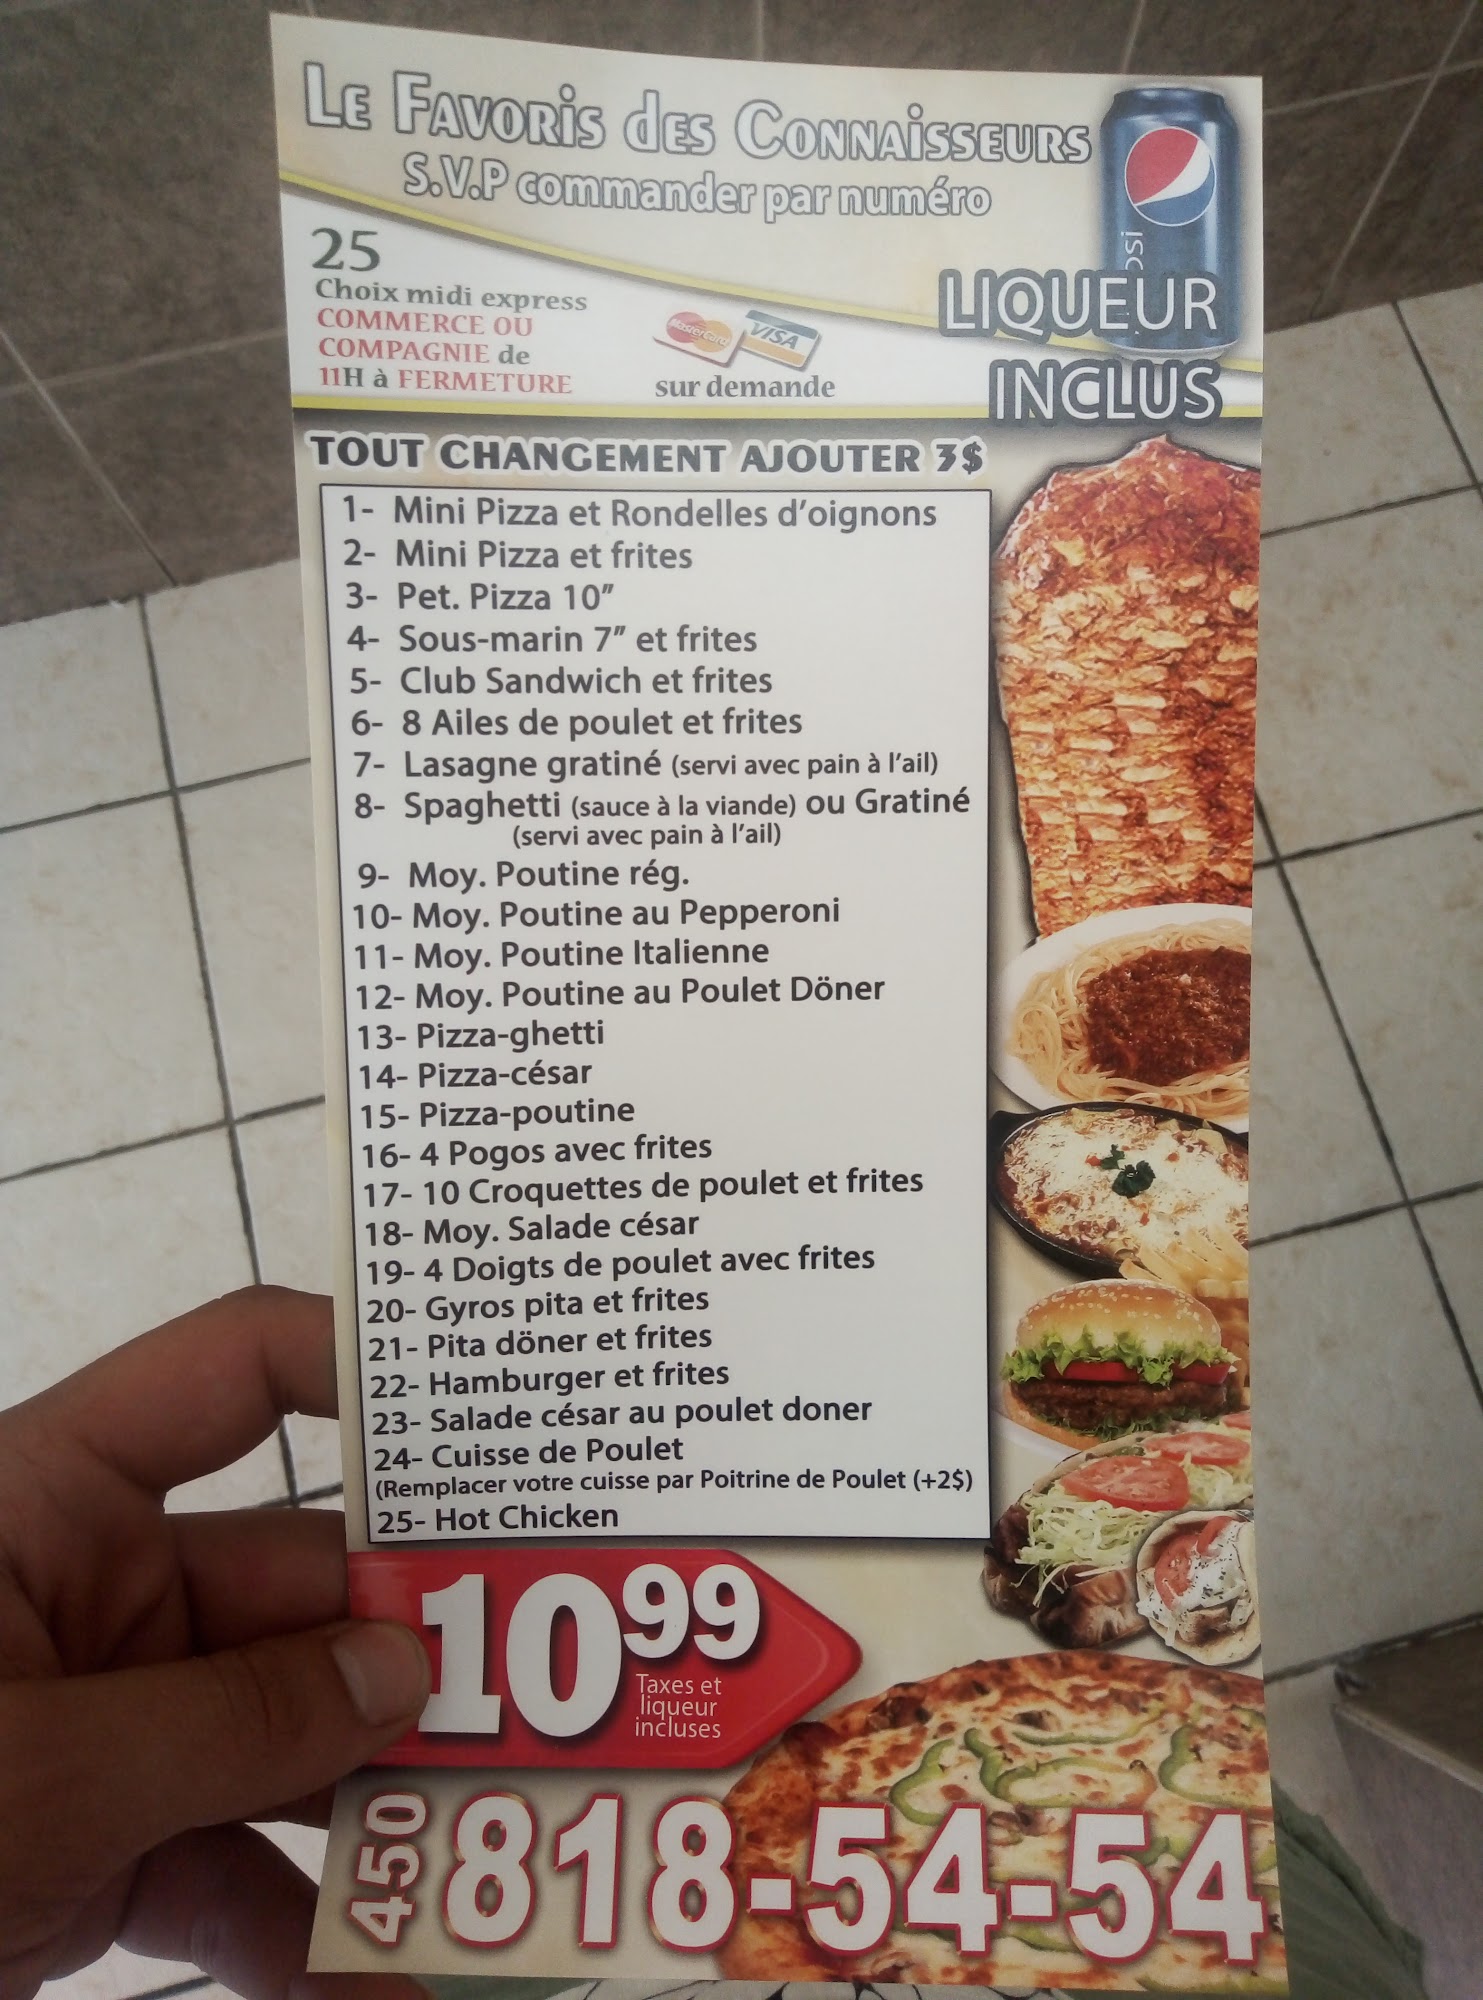 Le Favoris des Connaisseurs
S.V.P commander par numéro
25
Choix midi express
COMMERCE OU
COMPAGNIE de
11H à FERMETURE
MasterCard
VISA
sur demande
LIQUEUR
INCLUS
TOUT CHANGEMENT AJOUTER 3$
1- Mini Pizza et Rondelles d'oignons
2- Mini Pizza et frites
3- Pet. Pizza 10"
4- Sous-marin 7" et frites
5- Club Sandwich et frites
6- 8 Ailes de poulet et frites
7- Lasagne gratiné (servi avec pain à l'ail)
8- Spaghetti (sauce à la viande) ou Gratiné
(servi avec pain à l'ail)
9- Moy. Poutine rég.
10- Moy. Poutine au Pepperoni
11- Moy. Poutine Italienne
12- Moy. Poutine au Poulet Döner
13- Pizza-ghetti
14- Pizza-césar
15- Pizza-poutine
16- 4 Pogos avec frites
17- 10 Croquettes de poulet et frites
18- Moy. Salade césar
19- 4 Doigts de poulet avec frites
20- Gyros pita et frites
21- Pita döner et frites
22- Hamburger et frites
23- Salade césar au poulet doner
24- Cuisse de Poulet
(Remplacer votre cuisse par Poitrine de Poulet (+2$)
25- Hot Chicken
10 99
Taxes et
liqueur
incluses
450 818-54-54